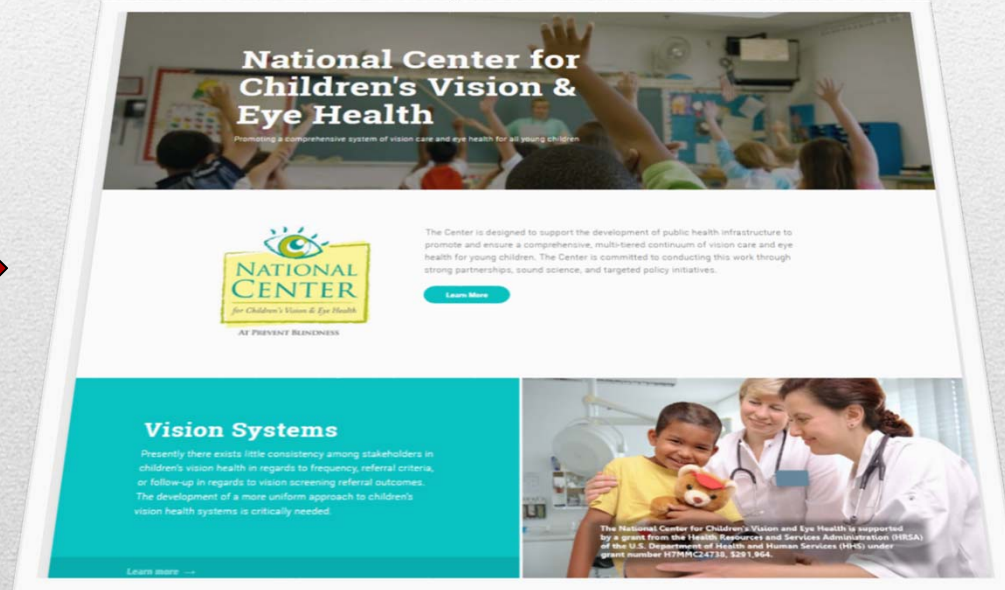 National Center for
Children's Vision &
Eye Health
Promoting a comprehensive system of vision care and eye health for all young children
The Center is designed to support the development of public health infrastructure to
promote and ensure a comprehensive, multi-tiered continuum of vision care and eye
health for young children. The Center is committed to conducting this work through
strong partnerships, sound science, and targeted policy initiatives.
Learn More
NATIONAL
CENTER
for Children's Vision & Eye Health
AT PREVENT BLINDNESS
Vision Systems
Presently there exists little consistency among stakeholders in
children's vision health in regards to frequency, referral criteria,
or follow-up in regards to vision screening referral outcomes.
The development of a more uniform approach to children's
vision health systems is critically needed.
Learn more →
The National Center for Children's Vision and Eye Health is supported
by a grant from the Health Resources and Services Administration (HRSA)
of the U.S. Department of Health and Human Services (HHS) under
grant number H7MMC24738, $291,964.